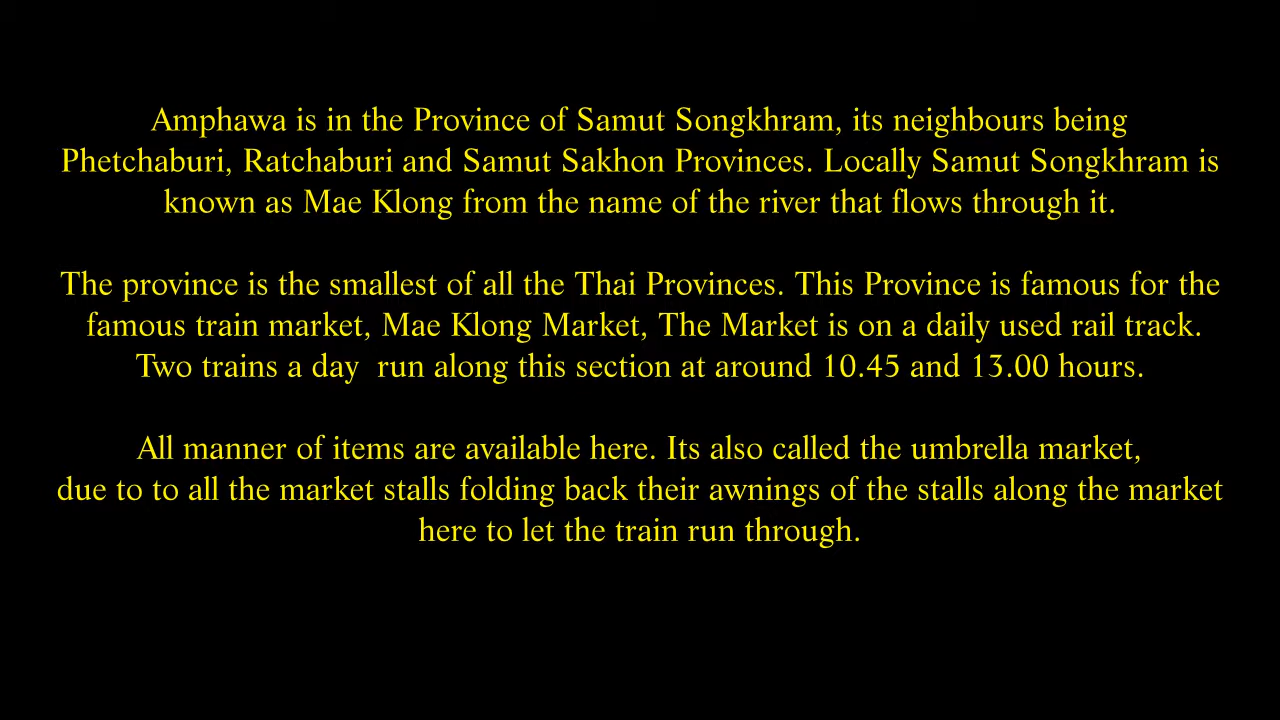 Amphawa is in the Province of Samut Songkhram, its neighbours being
Phetchaburi, Ratchaburi and Samut Sakhon Provinces. Locally Samut Songkhram is
known as Mae Klong from the name of the river that flows through it.
The province is the smallest of all the Thai Provinces. This Province is famous for the
famous train market, Mae Klong Market, The Market is on a daily used rail track.
Two trains a day  run along this section at around 10.45 and 13.00 hours.
All manner of items are available here. Its also called the umbrella market,
due to to all the market stalls folding back their awnings of the stalls along the market
here to let the train run through.